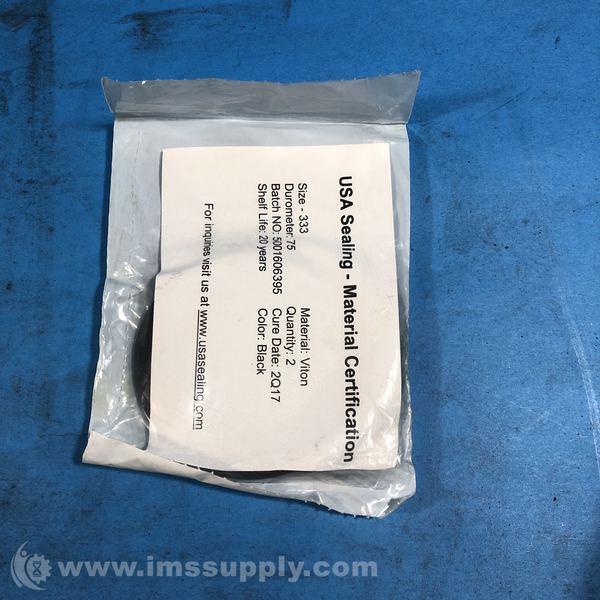 USA Sealing - Material Certification
Size - 333
Durometer: 75
Batch NO: 5001606395
Shelf Life: 20 years
Material: Viton
Quantity: 2
Cure Date: 2Q17
Color: Black
For inquiries visit us at www.usasealing.com
www.imssupply.com